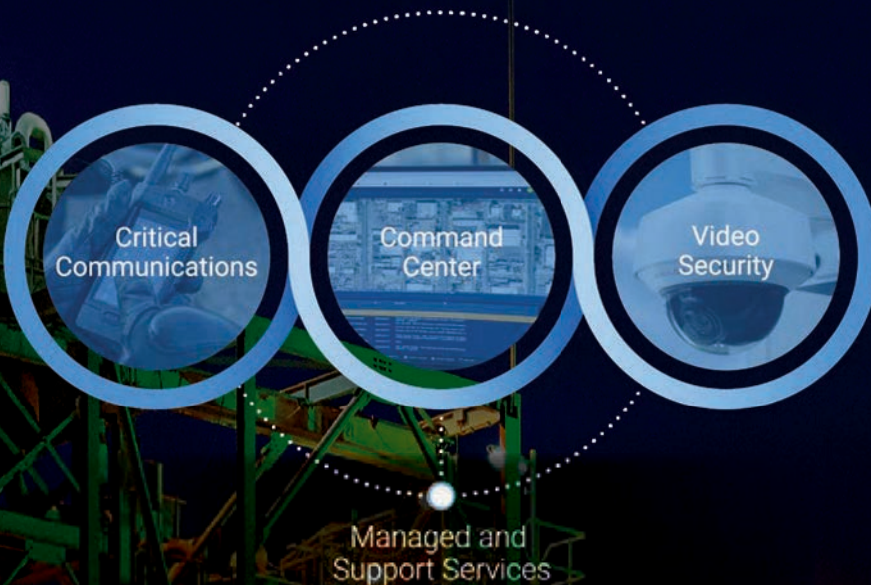 Critical
Communications
Command
Center
Video
Security
Managed and
Support Services